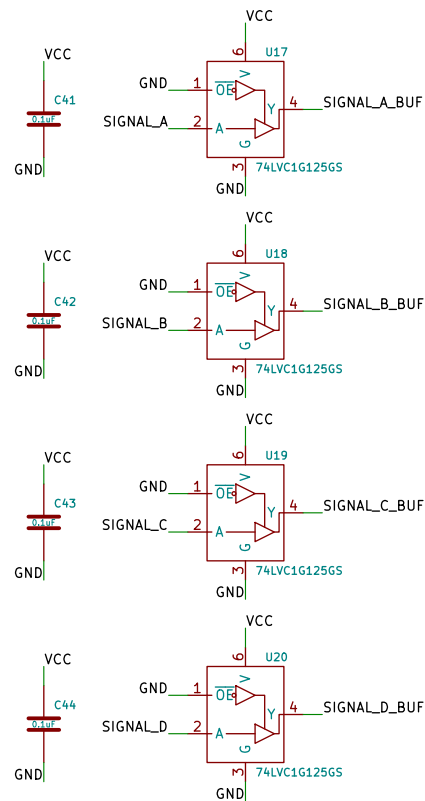 VCC
VCC
6
U17
C41
0.1uF
GND
1
OE
V
Y
4
SIGNAL_A_BUF
SIGNAL_A
2
A
G
GND
3
74LVC1G125GS
GND
VCC
VCC
6
U18
C42
0.1uF
GND
1
OE
V
Y
4
SIGNAL_B_BUF
SIGNAL_B
2
A
G
GND
3
74LVC1G125GS
GND
VCC
VCC
6
U19
C43
0.1uF
GND
1
OE
V
Y
4
SIGNAL_C_BUF
SIGNAL_C
2
A
G
GND
3
74LVC1G125GS
GND
VCC
VCC
6
U20
C44
0.1uF
GND
1
OE
V
Y
4
SIGNAL_D_BUF
SIGNAL_D
2
A
G
GND
3
74LVC1G125GS
GND